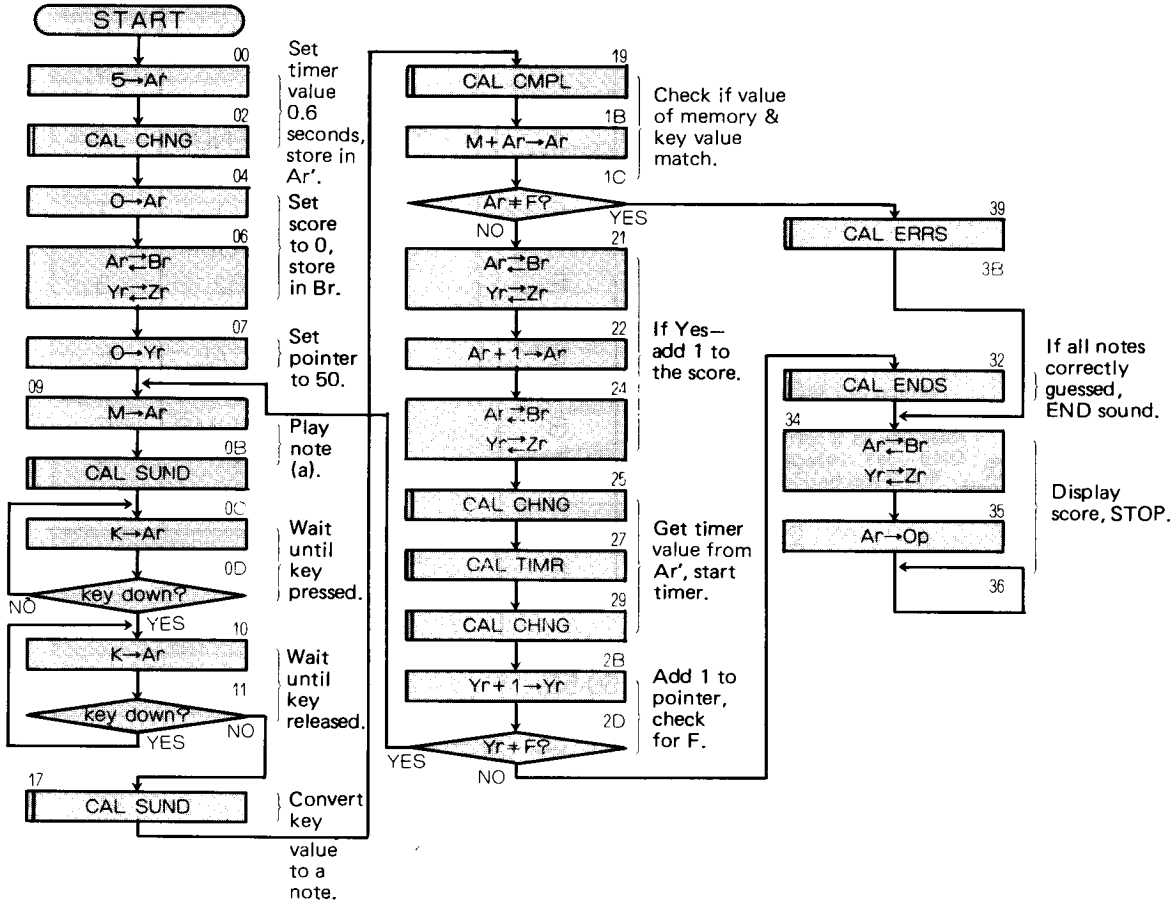 START
00
5→Ar
Set
timer
value
0.6
seconds,
store in
Ar'.
02
CAL CHNG
04
0→Ar
Set
score
to 0,
store
in Br.
06
Ar⇄Br
Yr⇄Zr
07
0→Yr
Set
pointer
to 50.
09
M→Ar
Play
note
(a).
0B
CAL SUND
0C
K→Ar
Wait
until
key
pressed.
0D
key down?
NO
YES
10
K→Ar
Wait
until
key
released.
11
key down?
NO
YES
17
CAL SUND
Convert
key
value
to a
note.
19
CAL CMPL
Check if value
of memory &
key value
match.
1B
M+Ar→Ar
1C
Ar≠F?
YES
NO
21
Ar⇄Br
Yr⇄Zr
If Yes—
add 1 to
the score.
22
Ar+1→Ar
24
Ar⇄Br
Yr⇄Zr
25
CAL CHNG
Get timer
value from
Ar', start
timer.
27
CAL TIMR
29
CAL CHNG
2B
Yr+1→Yr
Add 1 to
pointer,
check
for F.
2D
Yr≠F?
YES
NO
39
CAL ERRS
3B
32
CAL ENDS
If all notes
correctly
guessed,
END sound.
34
Ar⇄Br
Yr⇄Zr
Display
score, STOP.
35
Ar→Op
36